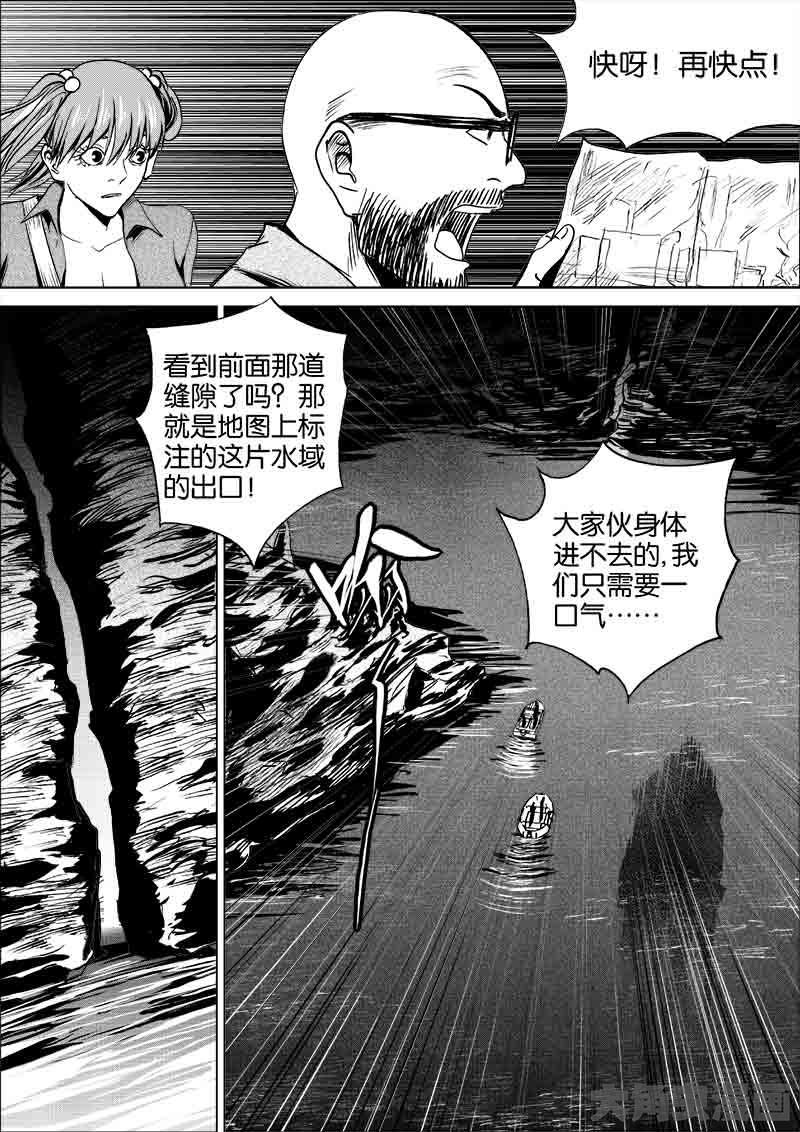 快呀！再快点！
看到前面那道
缝隙了吗？那
就是地图上标
注的这片水域
的出口！
大家伙身体
进不去的,我
们只需要一
口气……